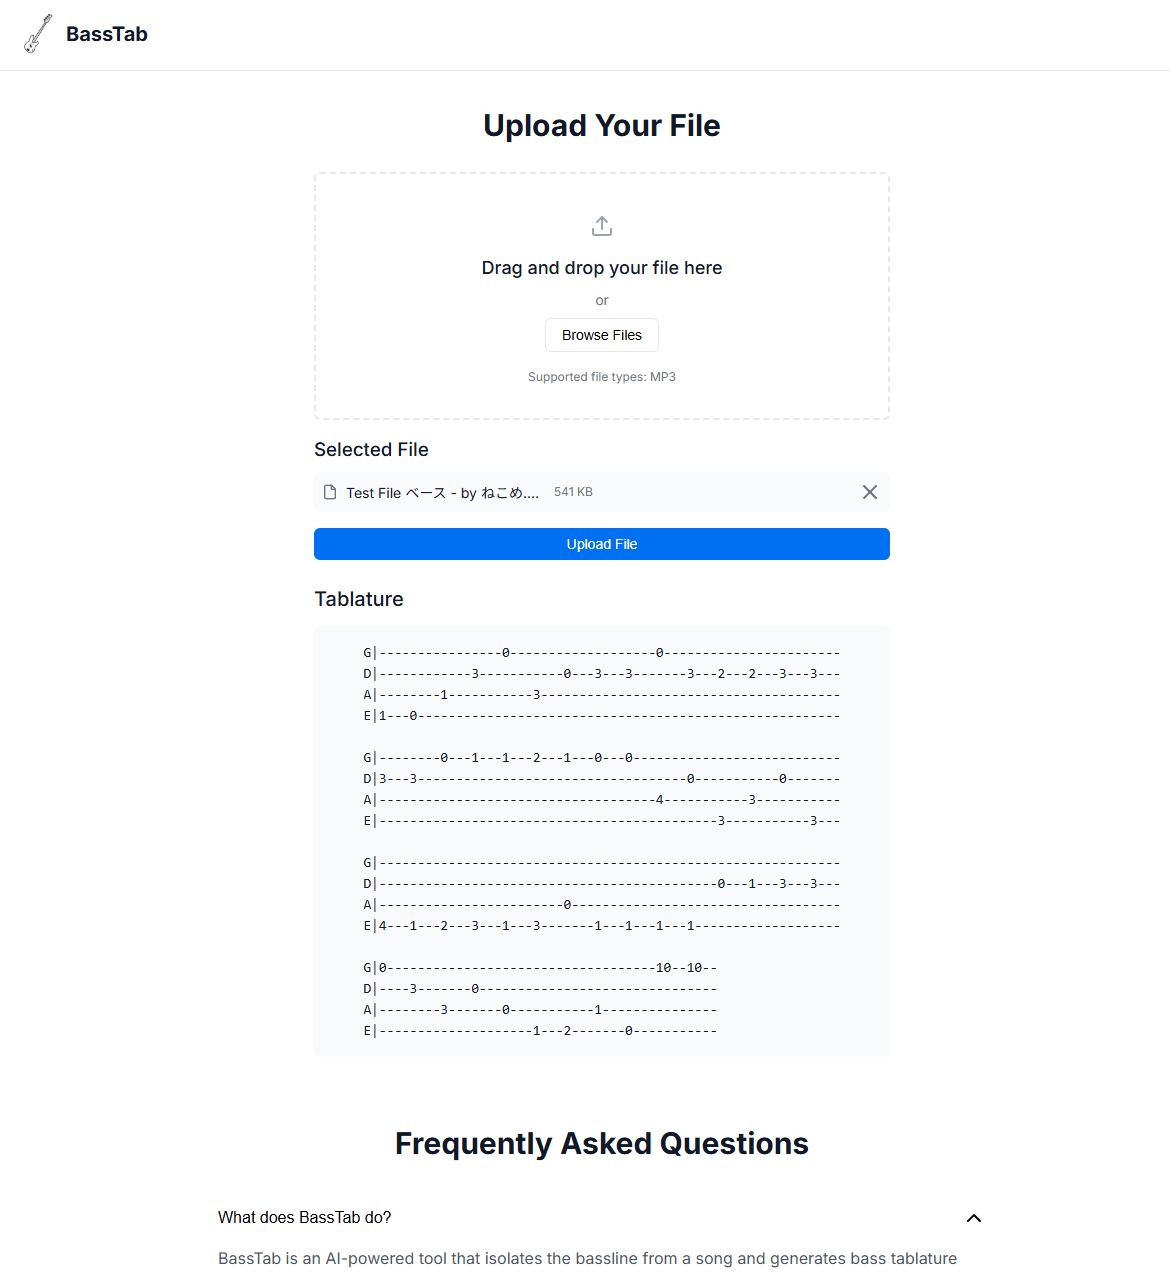 BassTab
Upload Your File
Drag and drop your file here
or
Browse Files
Supported file types: MP3
Selected File
Test File ベース - by ねこめ.... 541 KB
Upload File
Tablature
G|----------------0-------------------0-----------------------
D|------------3-----------0---3---3-------3---2---2---3---3---
A|--------1-----------3---------------------------------------
E|1---0-------------------------------------------------------
G|--------0---1---1---2---1---0---0---------------------------
D|3---3-----------------------------------0-----------0-------
A|------------------------------------4-----------3-----------
E|--------------------------------------------3-----------3---
G|------------------------------------------------------------
D|--------------------------------------------0---1---3---3---
A|------------------------0-----------------------------------
E|4---1---2---3---1---3-------1---1---1---1-------------------
G|0-----------------------------------10--10--
D|----3-------0-------------------------------
A|--------3-------0-----------1---------------
E|--------------------1---2-------0-----------
Frequently Asked Questions
What does BassTab do?
BassTab is an AI-powered tool that isolates the bassline from a song and generates bass tablature